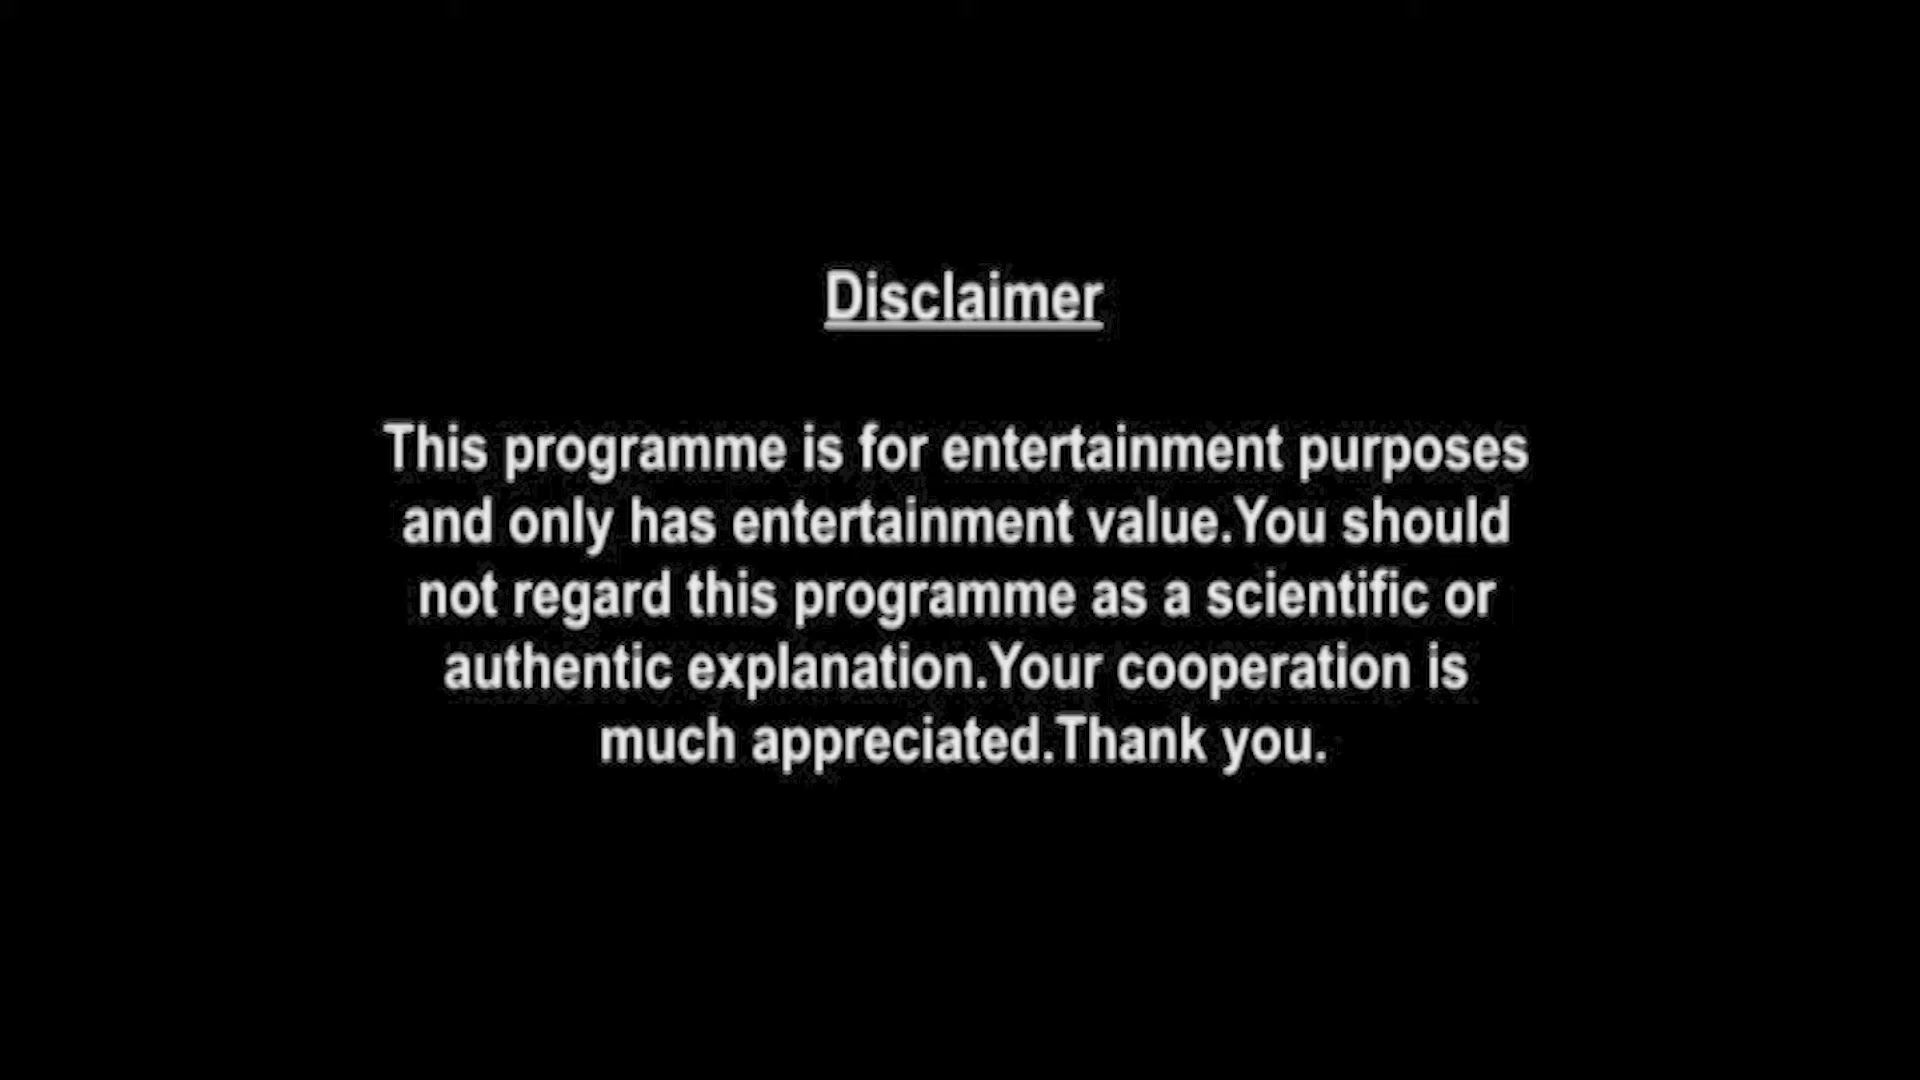 Disclaimer
This programme is for entertainment purposes
and only has entertainment value.You should
not regard this programme as a scientific or
authentic explanation.Your cooperation is
much appreciated.Thank you.